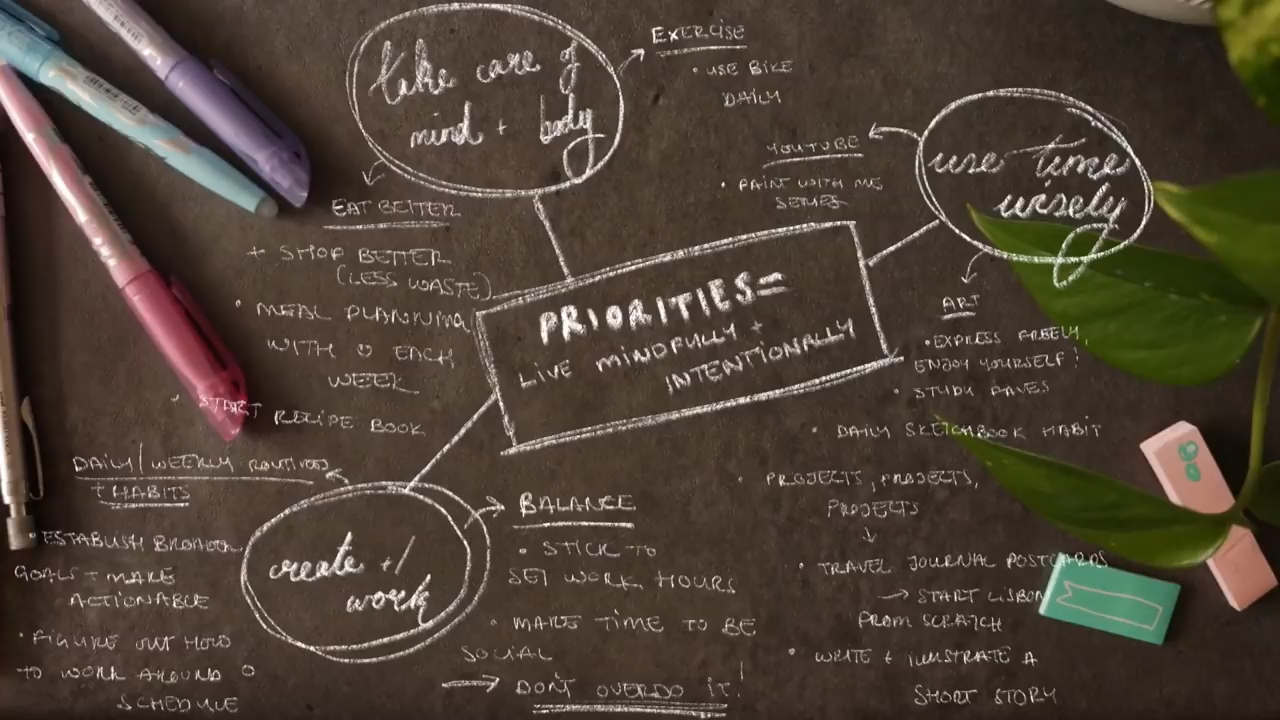 take care of
mind + body
EXERCISE
• USE BIKE
DAILY
EAT BETTER
+ SHOP BETTER
(LESS WASTE)
• MEAL PLANNING
WITH EACH
WEEK
• START RECIPE BOOK
use time
wisely
YOUTUBE
• PAINT WITH ME
SERIES
ART
• EXPRESS FREELY,
ENJOY YOURSELF!
• STUDY FAVES
• DAILY SKETCHBOOK HABIT
• PROJECTS, PROJECTS,
PROJECTS
↓
• TRAVEL JOURNAL POSTCARDS
→ START LISBON
FROM SCRATCH
• WRITE + ILLUSTRATE A
SHORT STORY
PRIORITIES=
LIVE MINDFULLY +
INTENTIONALLY
create +/
work
DAILY/WEEKLY ROUTINES
+ HABITS
• ESTABLISH BROADER
GOALS + MAKE
ACTIONABLE
• FIGURE OUT HOW
TO WORK AROUND
SCHEDULE
BALANCE
• STICK TO
SET WORK HOURS
• MAKE TIME TO BE
SOCIAL
→ DON'T OVERDO IT!